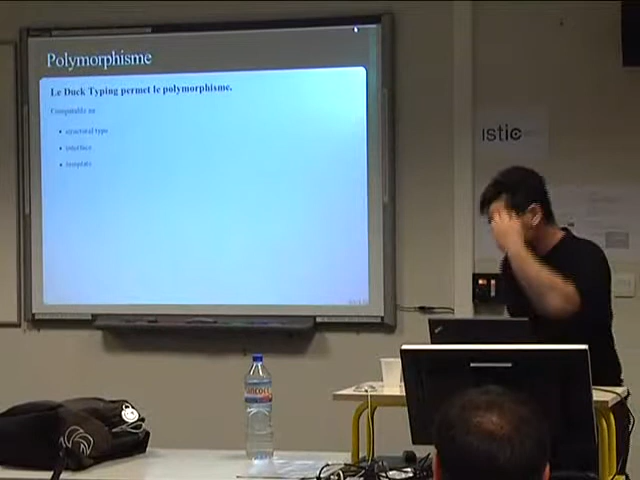 Polymorphisme
Le Duck Typing permet le polymorphisme.
Comparable au
structural type
interface
template
istic